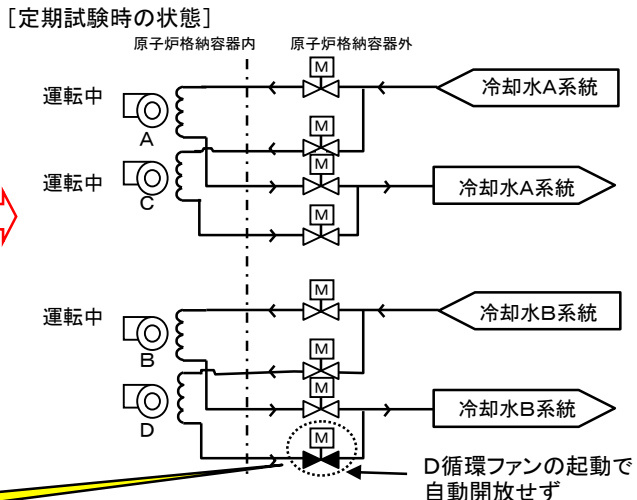 [定期試験時の状態]
原子炉格納容器内
原子炉格納容器外
M
運転中
冷却水A系統
A
M
M
運転中
冷却水A系統
C
M
M
運転中
冷却水B系統
B
M
M
冷却水B系統
D
M
D循環ファンの起動で
自動開放せず